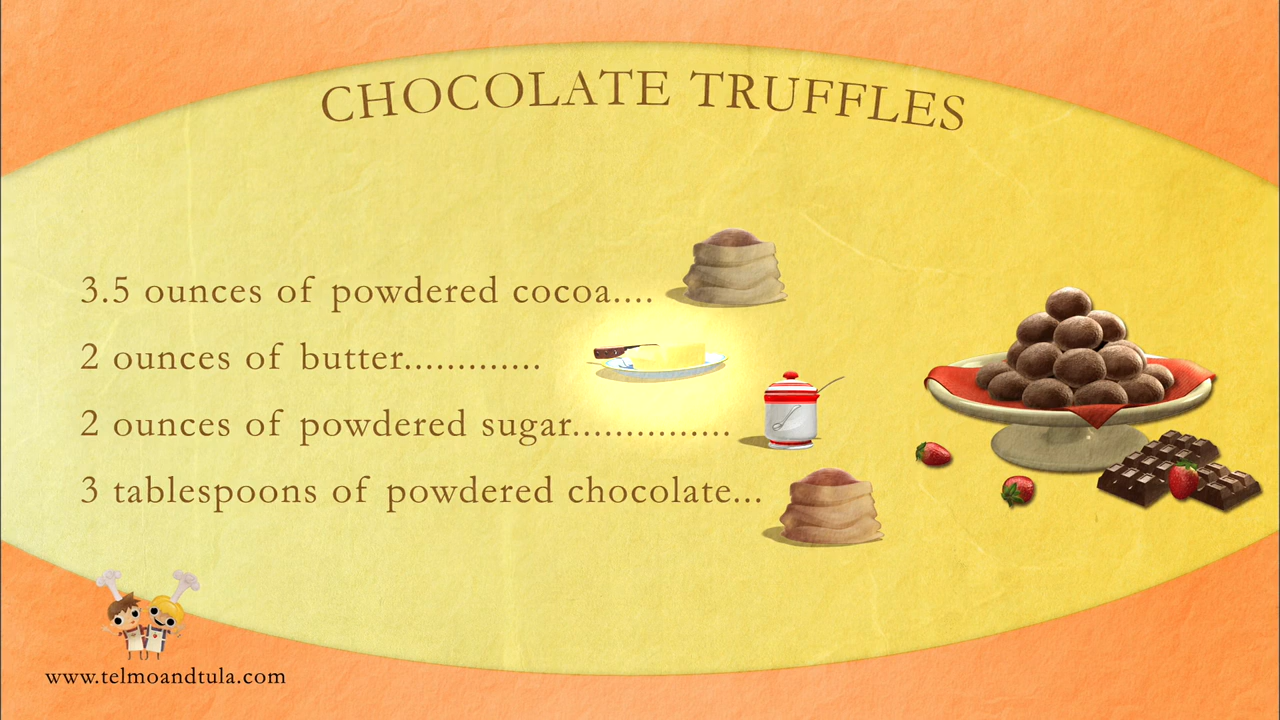 CHOCOLATE TRUFFLES
3.5 ounces of powdered cocoa....
2 ounces of butter.............
2 ounces of powdered sugar...............
3 tablespoons of powdered chocolate...
www.telmoandtula.com